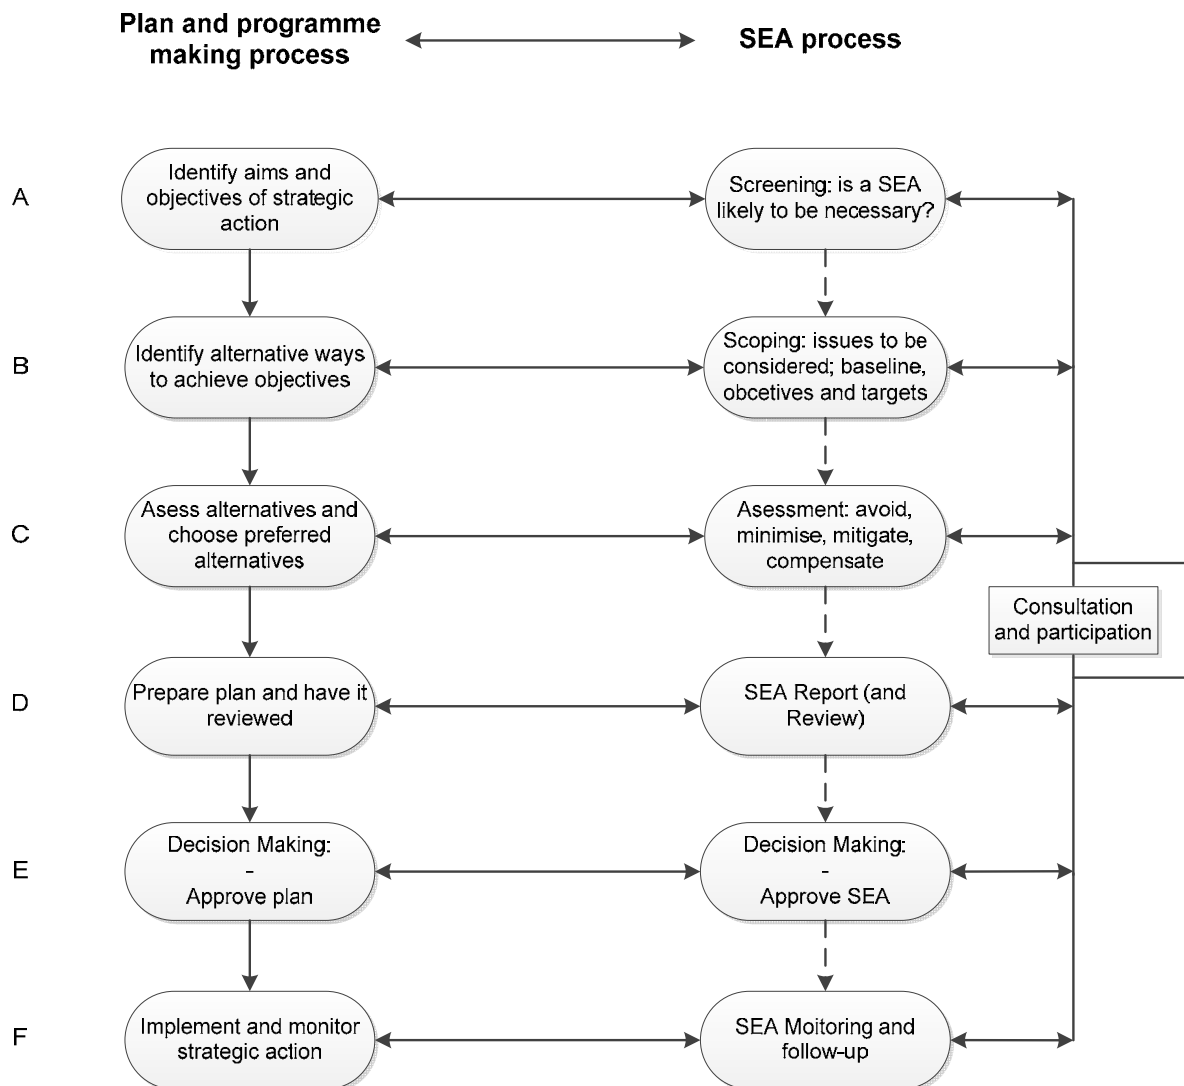 Plan and programme
making process
SEA process
A
Identify aims and
objectives of strategic
action
Screening: is a SEA
likely to be necessary?
B
Identify alternative ways
to achieve objectives
Scoping: issues to be
considered; baseline,
obcetives and targets
C
Asess alternatives and
choose preferred
alternatives
Asessment: avoid,
minimise, mitigate,
compensate
Consultation
and participation
D
Prepare plan and have it
reviewed
SEA Report (and
Review)
E
Decision Making:
-
Approve plan
Decision Making:
-
Approve SEA
F
Implement and monitor
strategic action
SEA Moitoring and
follow-up